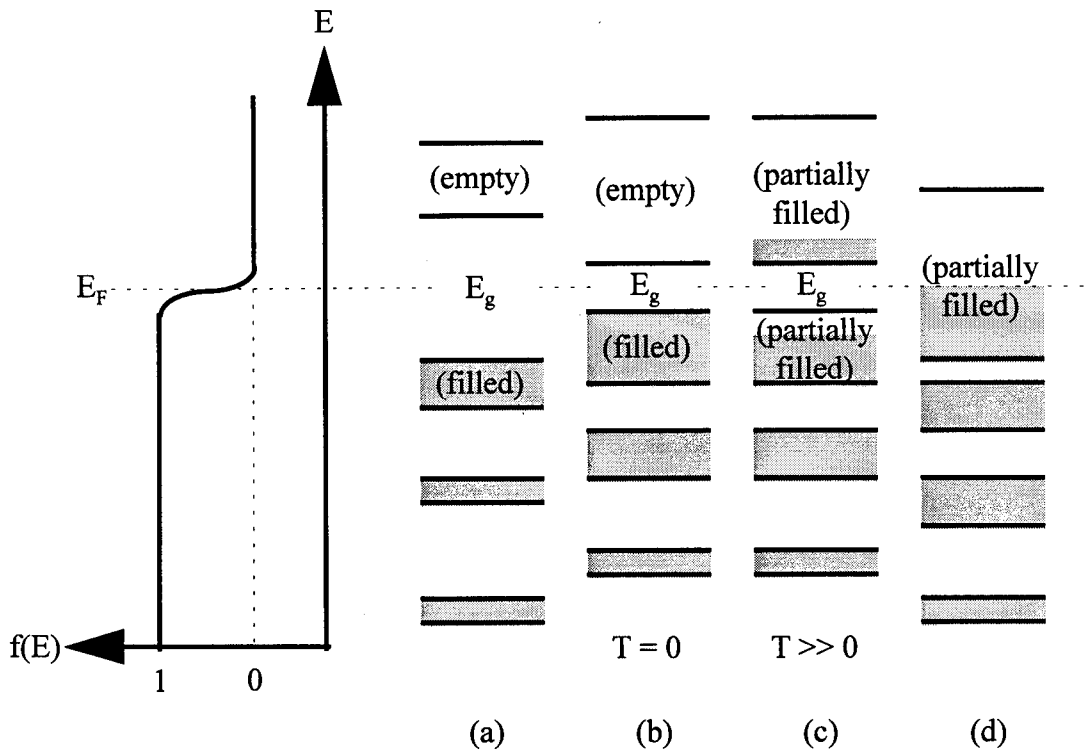 E
(empty)
(empty)
(partially
filled)
E_F
E_g
E_g
E_g
(partially
filled)
(filled)
(filled)
(partially
filled)
f(E)
1
0
T = 0
T >> 0
(a)
(b)
(c)
(d)